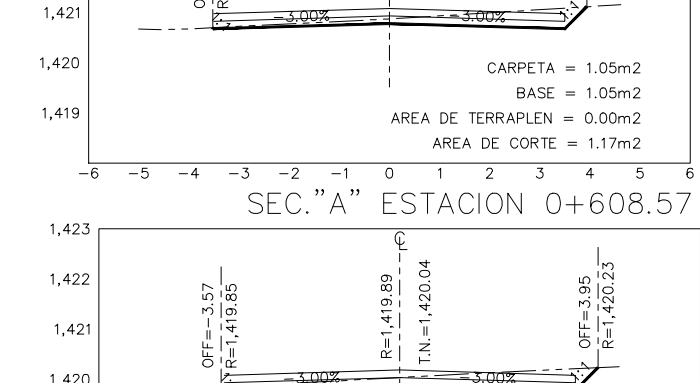 O R
1,421
-3.00% -3.00%
1,420
1,419
CARPETA = 1.05m2
BASE = 1.05m2
AREA DE TERRAPLEN = 0.00m2
AREA DE CORTE = 1.17m2
-6 -5 -4 -3 -2 -1 0 1 2 3 4 5 6
SEC."A" ESTACION 0+608.57
1,423
1,422
1,421
1,420
℄
OFF=-3.57
R=1,419.85
R=1,419.89
T.N.=1,420.04
OFF=3.95
R=1,420.23
-3.00% -3.00%